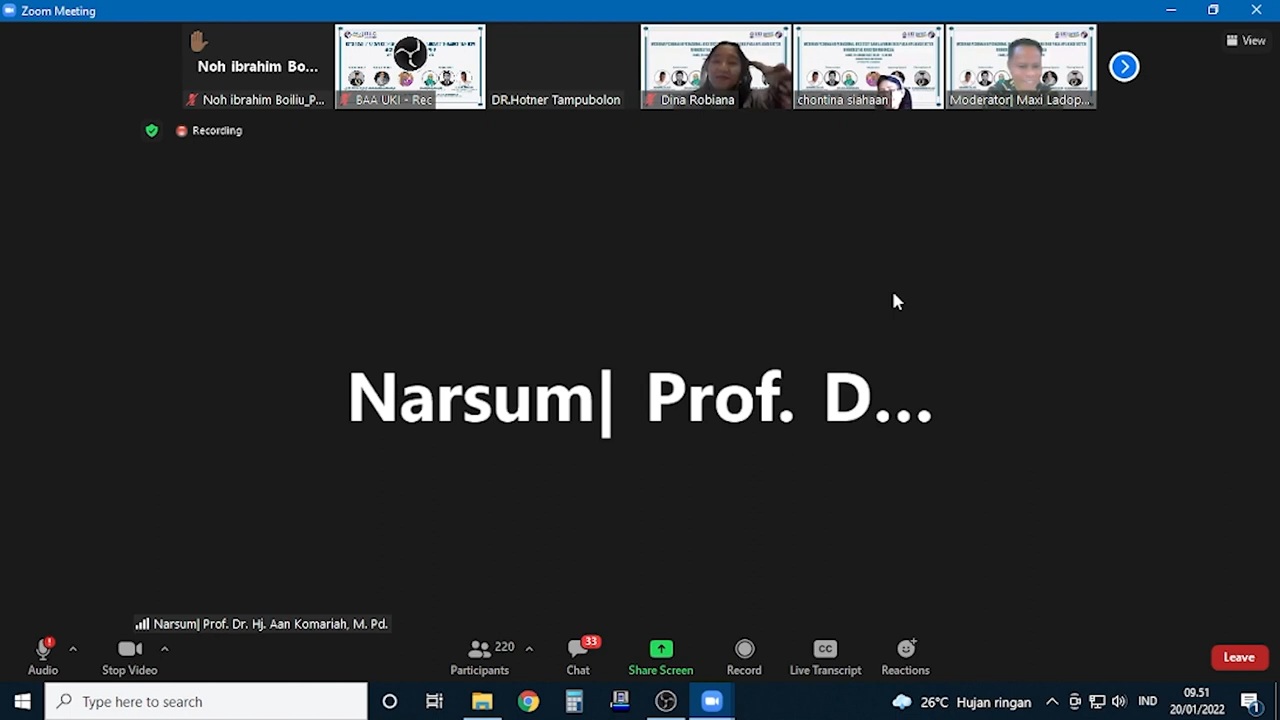 Zoom Meeting
Noh ibrahim Bo...
Noh ibrahim Boiliu_P...
BAA UKI - Rec
DR.Hotner Tampubolon
Dina Robiana
chontina siahaan
Moderator| Maxi Ladop...
View
Recording
Narsum| Prof. D...
Narsum| Prof. Dr. Hj. Aan Komariah, M. Pd.
Audio
Stop Video
220
Participants
33
Chat
Share Screen
Record
CC
Live Transcript
Reactions
Leave
Type here to search
26°C Hujan ringan
IND
09.51
20/01/2022
1